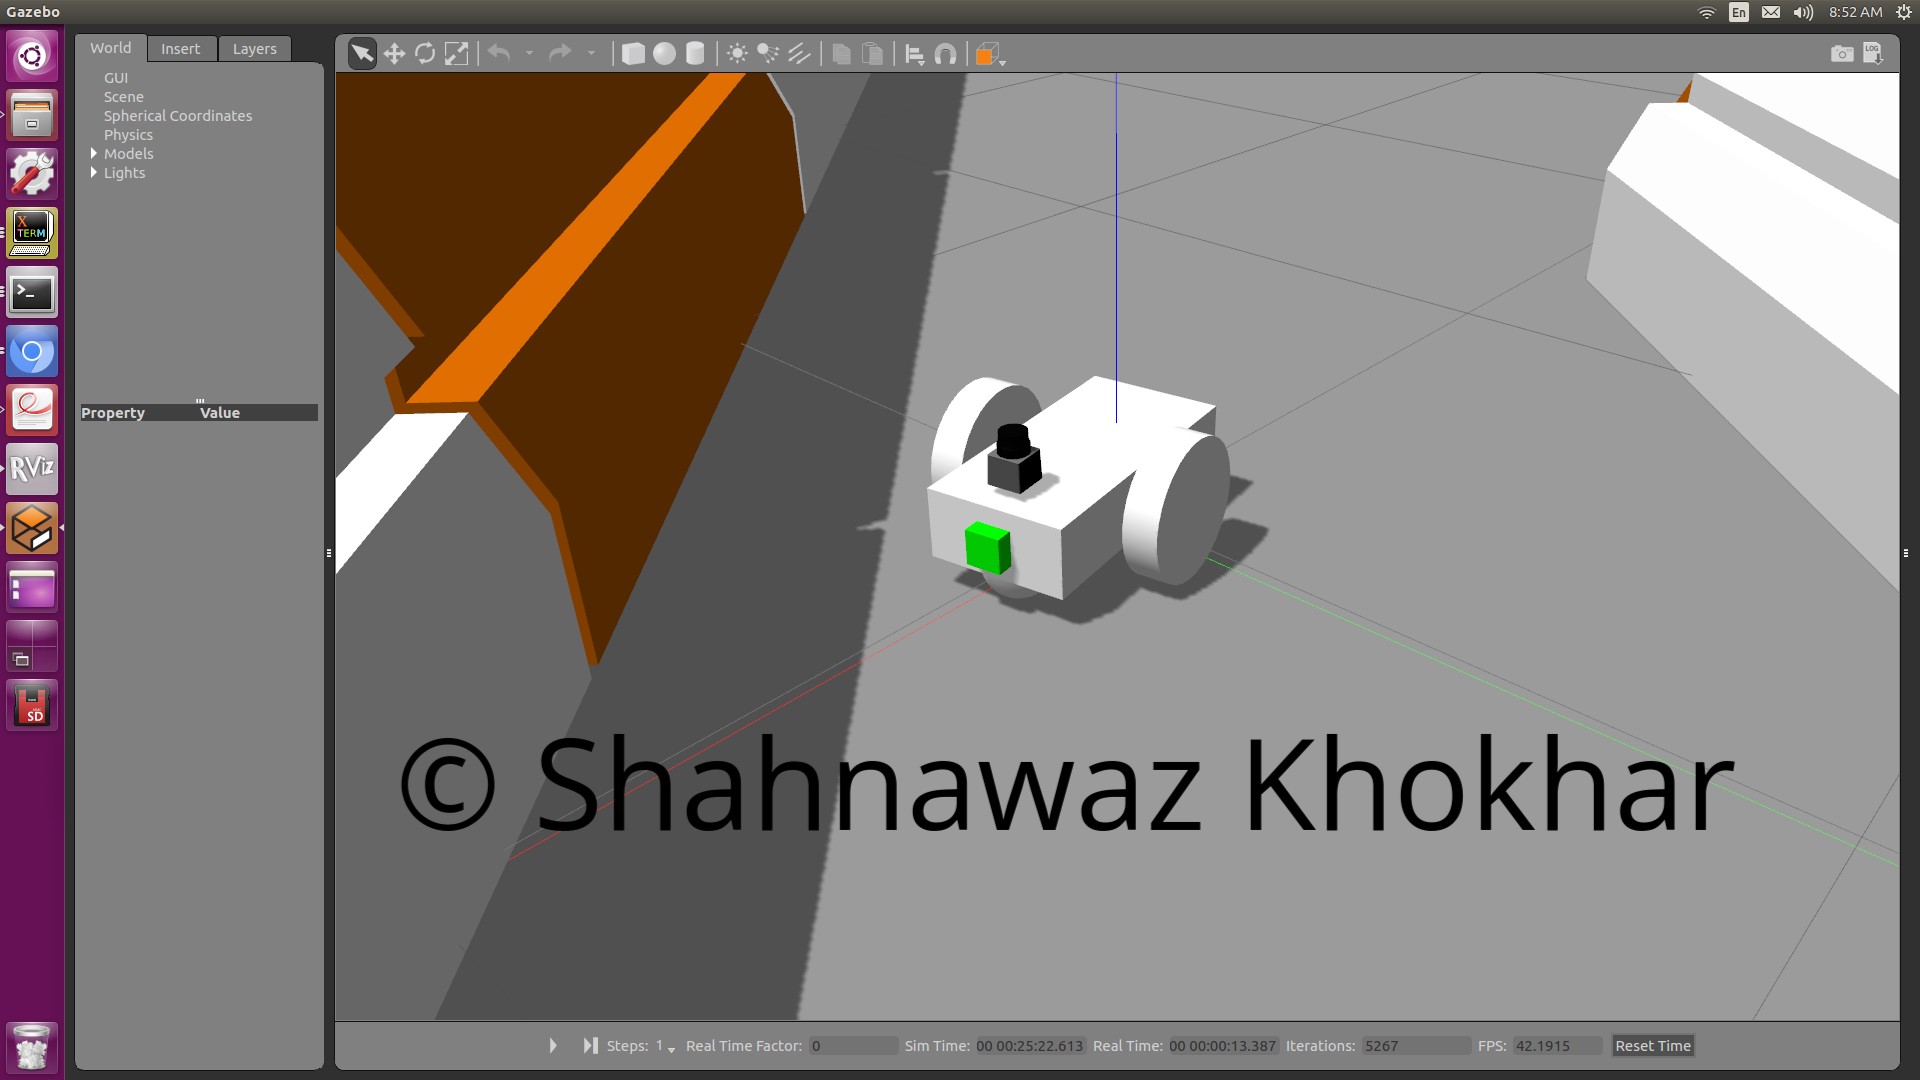 Gazebo
En
8:52 AM
World Insert Layers
GUI
Scene
Spherical Coordinates
Physics
Models
Lights
Property Value
X
TERM
>_
RViz
SD
LOG
© Shahnawaz Khokhar
Steps: 1 Real Time Factor: 0 Sim Time: 00 00:25:22.613 Real Time: 00 00:00:13.387 Iterations: 5267 FPS: 42.1915 Reset Time